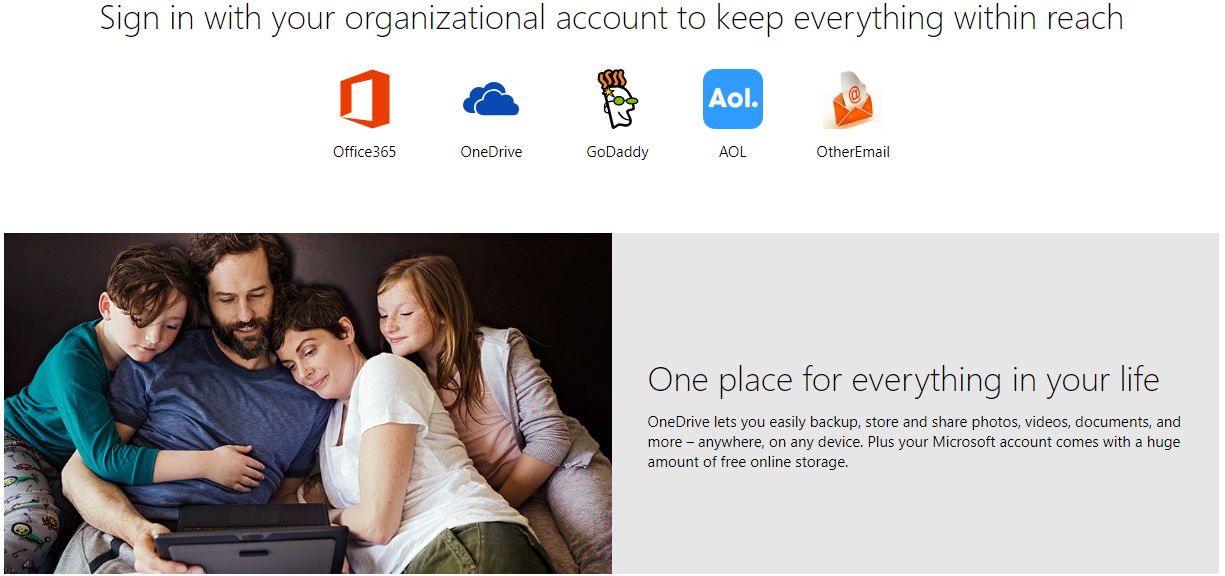 Sign in with your organizational account to keep everything within reach
Aol.
@
Office365 OneDrive GoDaddy AOL OtherEmail
One place for everything in your life
OneDrive lets you easily backup, store and share photos, videos, documents, and
more – anywhere, on any device. Plus your Microsoft account comes with a huge
amount of free online storage.